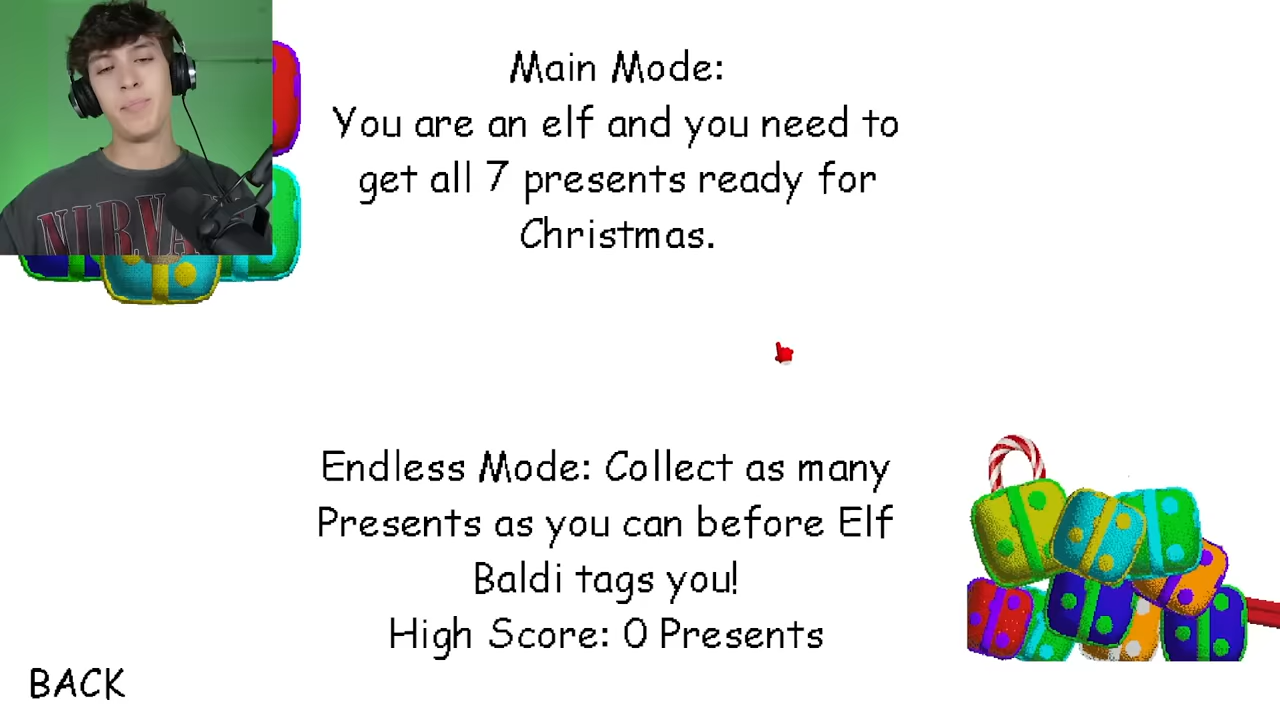 Main Mode:
You are an elf and you need to
get all 7 presents ready for
Christmas.
NIRVA
Endless Mode: Collect as many
Presents as you can before Elf
Baldi tags you!
High Score: 0 Presents
BACK